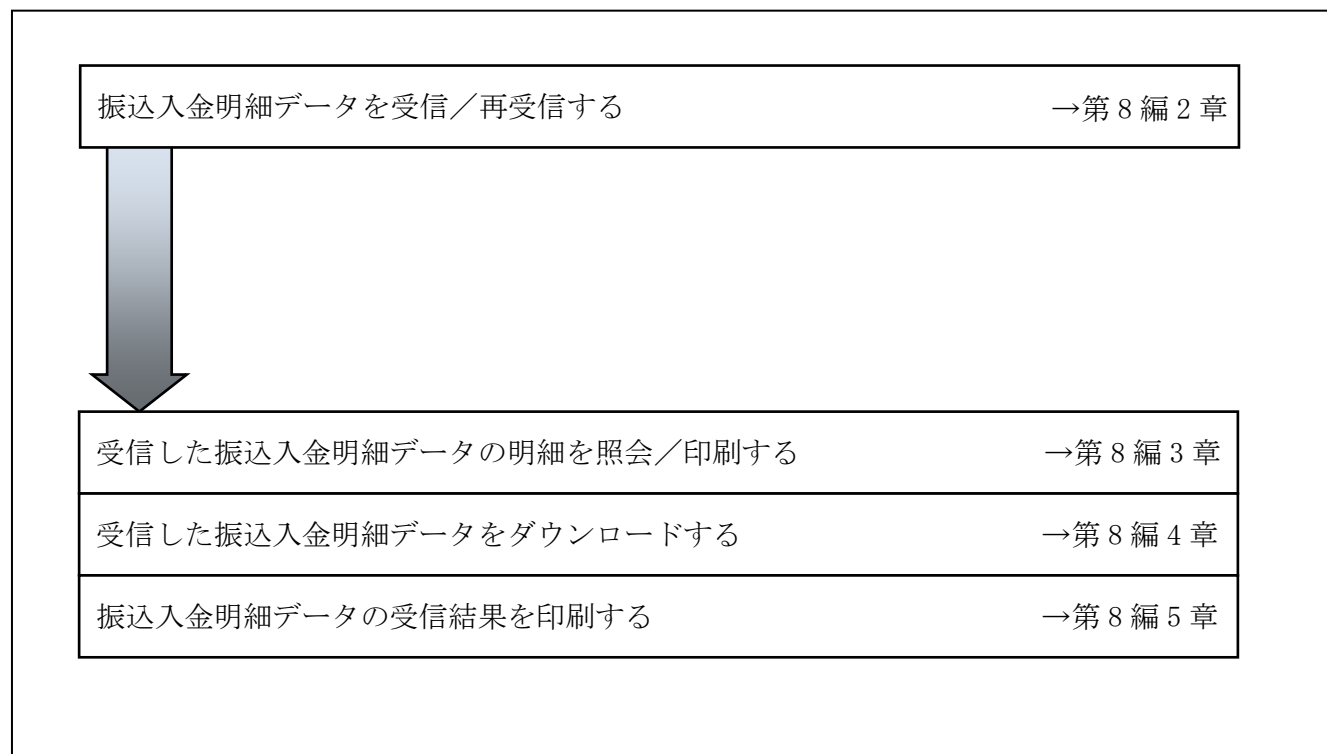 振込入金明細データを受信／再受信する →第８編２章
受信した振込入金明細データの明細を照会／印刷する →第８編３章
受信した振込入金明細データをダウンロードする →第８編４章
振込入金明細データの受信結果を印刷する →第８編５章